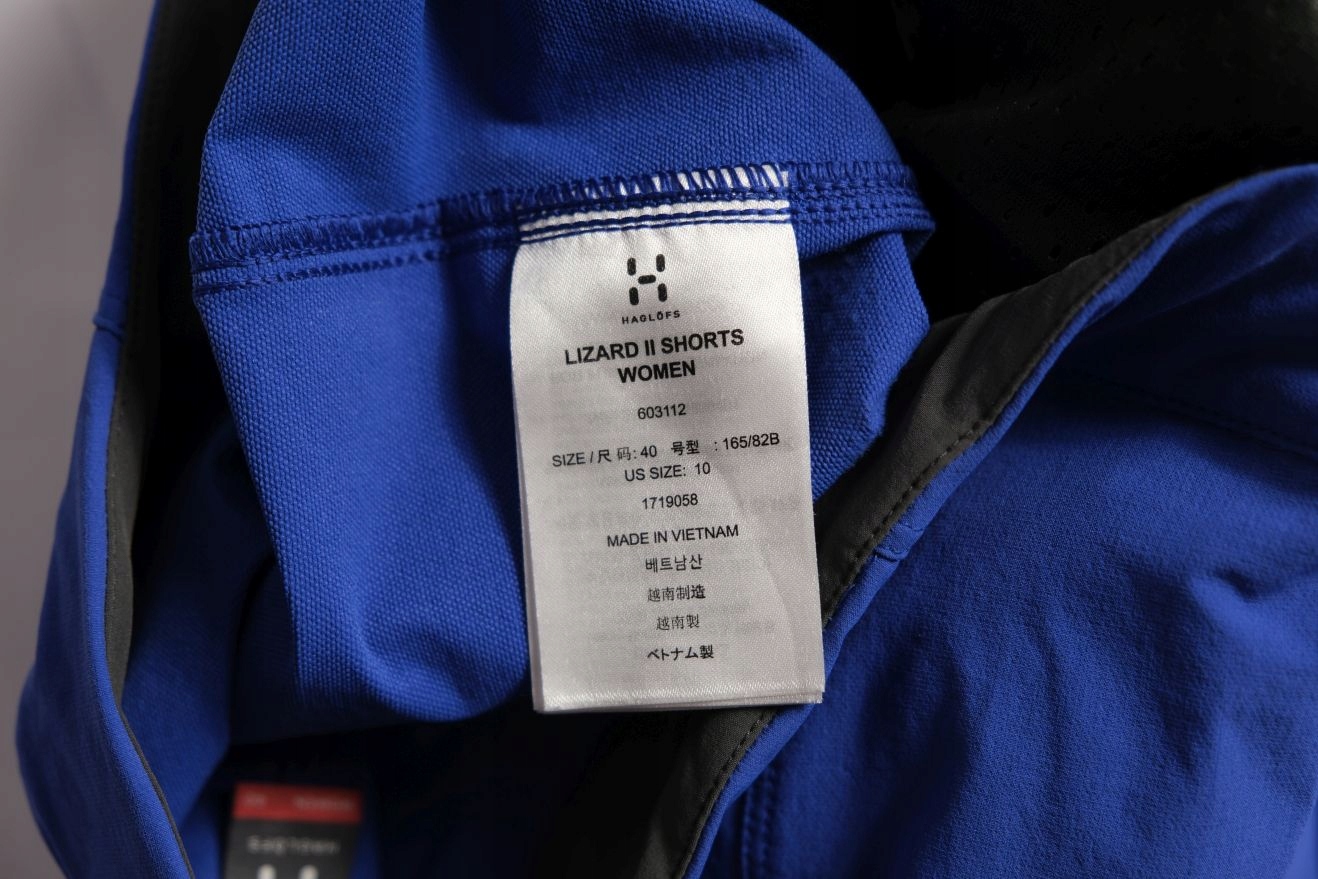 HAGLÖFS
LIZARD II SHORTS
WOMEN
603112
SIZE / 尺 码: 40 号型 : 165/82B
US SIZE: 10
1719058
MADE IN VIETNAM
베트남산
越南制造
越南製
ベトナム製
HAGLÖFS